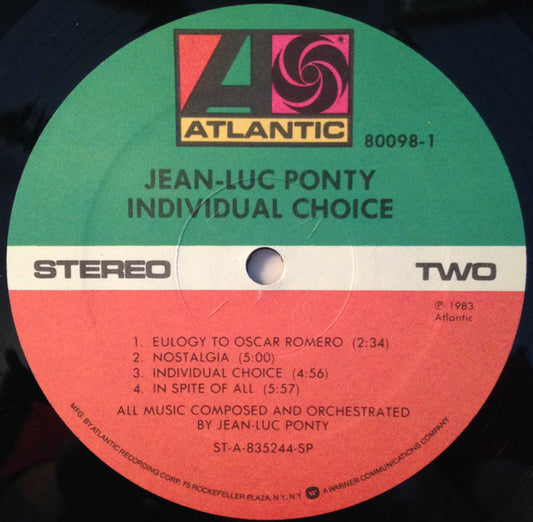 A
ATLANTIC
®
80098-1
JEAN-LUC PONTY
INDIVIDUAL CHOICE
STEREO
TWO
℗ 1983
Atlantic
1. EULOGY TO OSCAR ROMERO (2:34)
2. NOSTALGIA (5:00)
3. INDIVIDUAL CHOICE (4:56)
4. IN SPITE OF ALL (5:57)
ALL MUSIC COMPOSED AND ORCHESTRATED
BY JEAN-LUC PONTY
ST-A-835244-SP
MFG. BY ATLANTIC RECORDING CORP. 75 ROCKEFELLER PLAZA, N.Y., N.Y. W A WARNER COMMUNICATIONS COMPANY